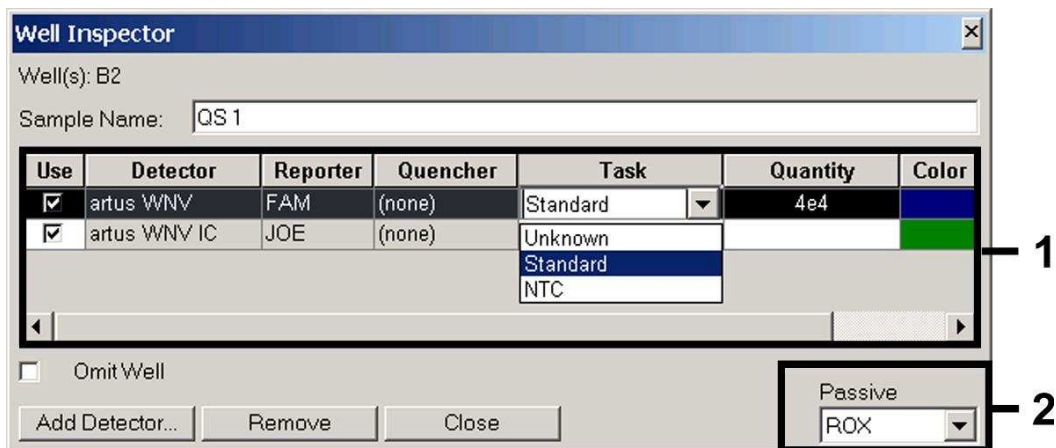 Well Inspector
Well(s): B2
Sample Name: QS 1
Use Detector Reporter Quencher Task Quantity Color
artus WNV FAM (none) Standard 4e4
artus WNV IC JOE (none)
Unknown
Standard
NTC
1
Omit Well
Passive
ROX
2
Add Detector... Remove Close